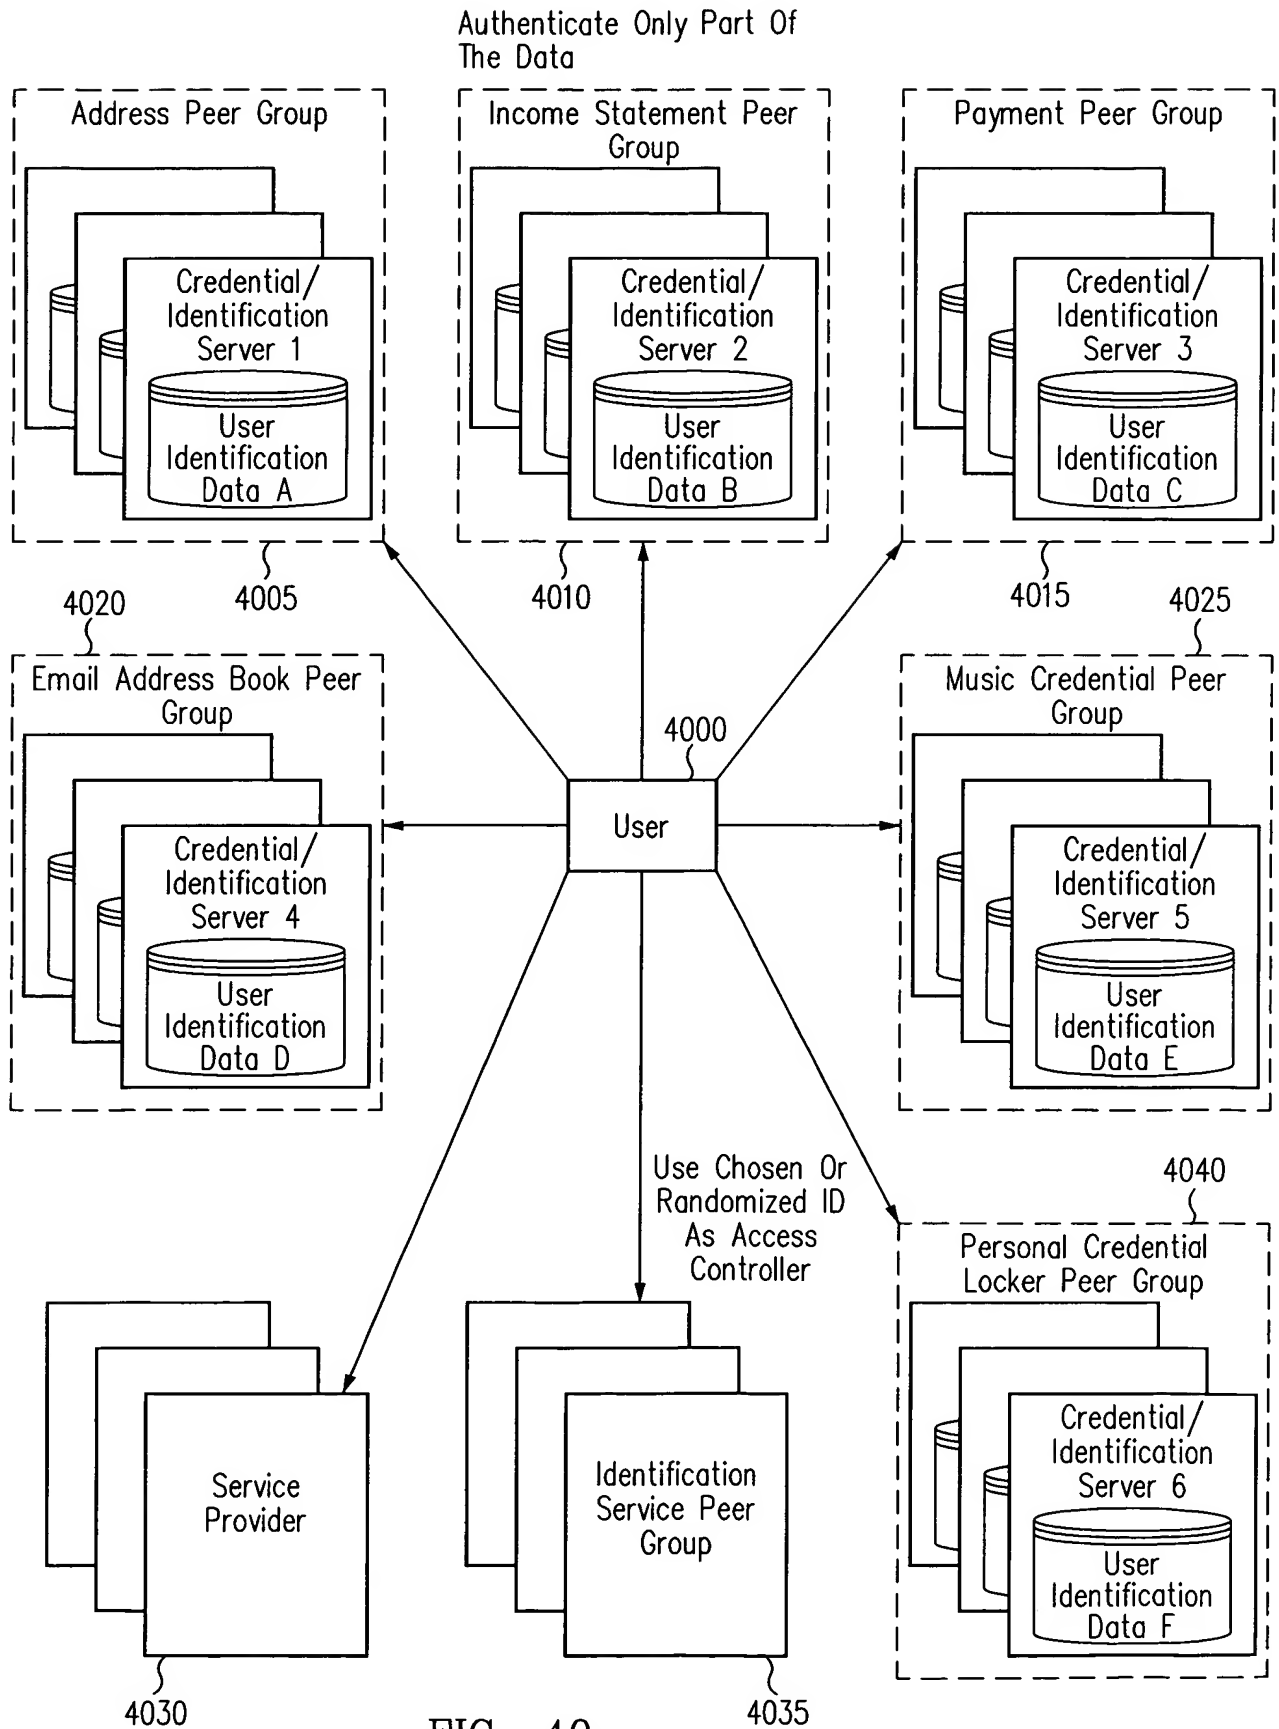 Authenticate Only Part Of
The Data
Address Peer Group
Credential/
Identification
Server 1
User
Identification
Data A
4005
Income Statement Peer
Group
Credential/
Identification
Server 2
User
Identification
Data B
4010
Payment Peer Group
Credential/
Identification
Server 3
User
Identification
Data C
4015
4020
Email Address Book Peer
Group
Credential/
Identification
Server 4
User
Identification
Data D
4000
User
4025
Music Credential Peer
Group
Credential/
Identification
Server 5
User
Identification
Data E
Use Chosen Or
Randomized ID
As Access
Controller
Service
Provider
4030
Identification
Service Peer
Group
4035
4040
Personal Credential
Locker Peer Group
Credential/
Identification
Server 6
User
Identification
Data F